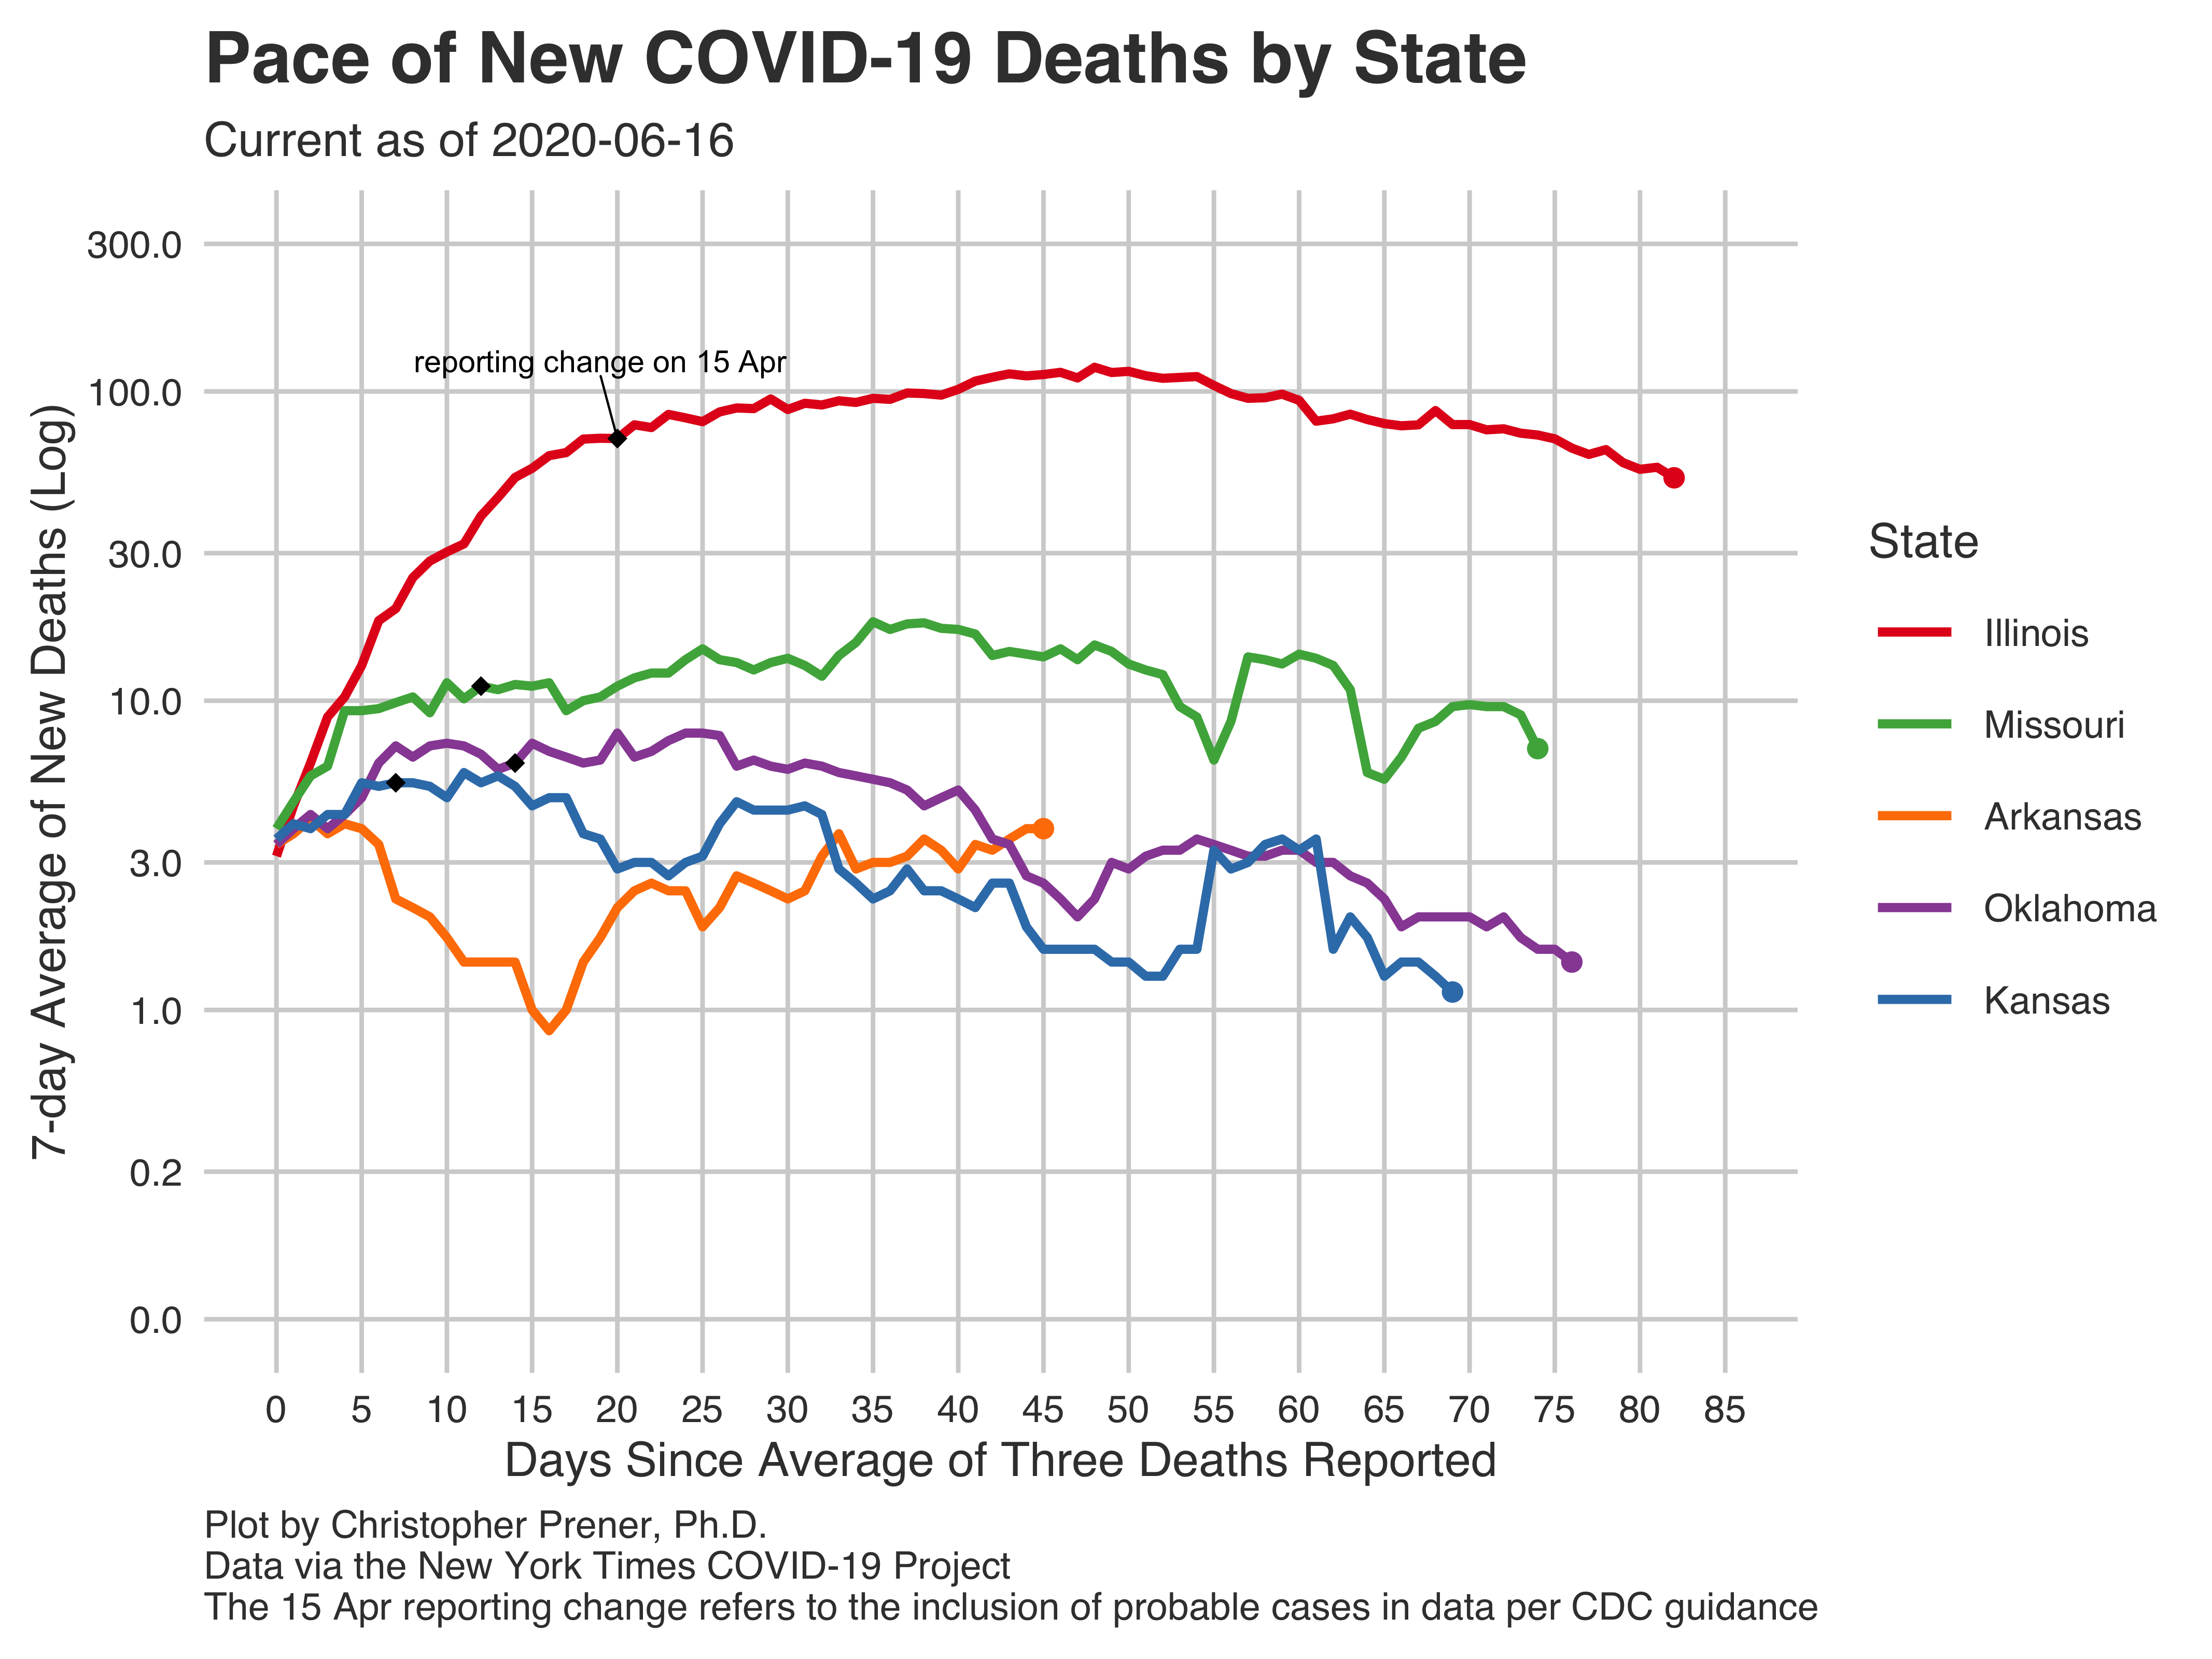 Pace of New COVID-19 Deaths by State
Current as of 2020-06-16
7-day Average of New Deaths (Log)
300.0
100.0
30.0
10.0
3.0
1.0
0.2
0.0
reporting change on 15 Apr
0 5 10 15 20 25 30 35 40 45 50 55 60 65 70 75 80 85
Days Since Average of Three Deaths Reported
State
Illinois
Missouri
Arkansas
Oklahoma
Kansas
Plot by Christopher Prener, Ph.D.
Data via the New York Times COVID-19 Project
The 15 Apr reporting change refers to the inclusion of probable cases in data per CDC guidance